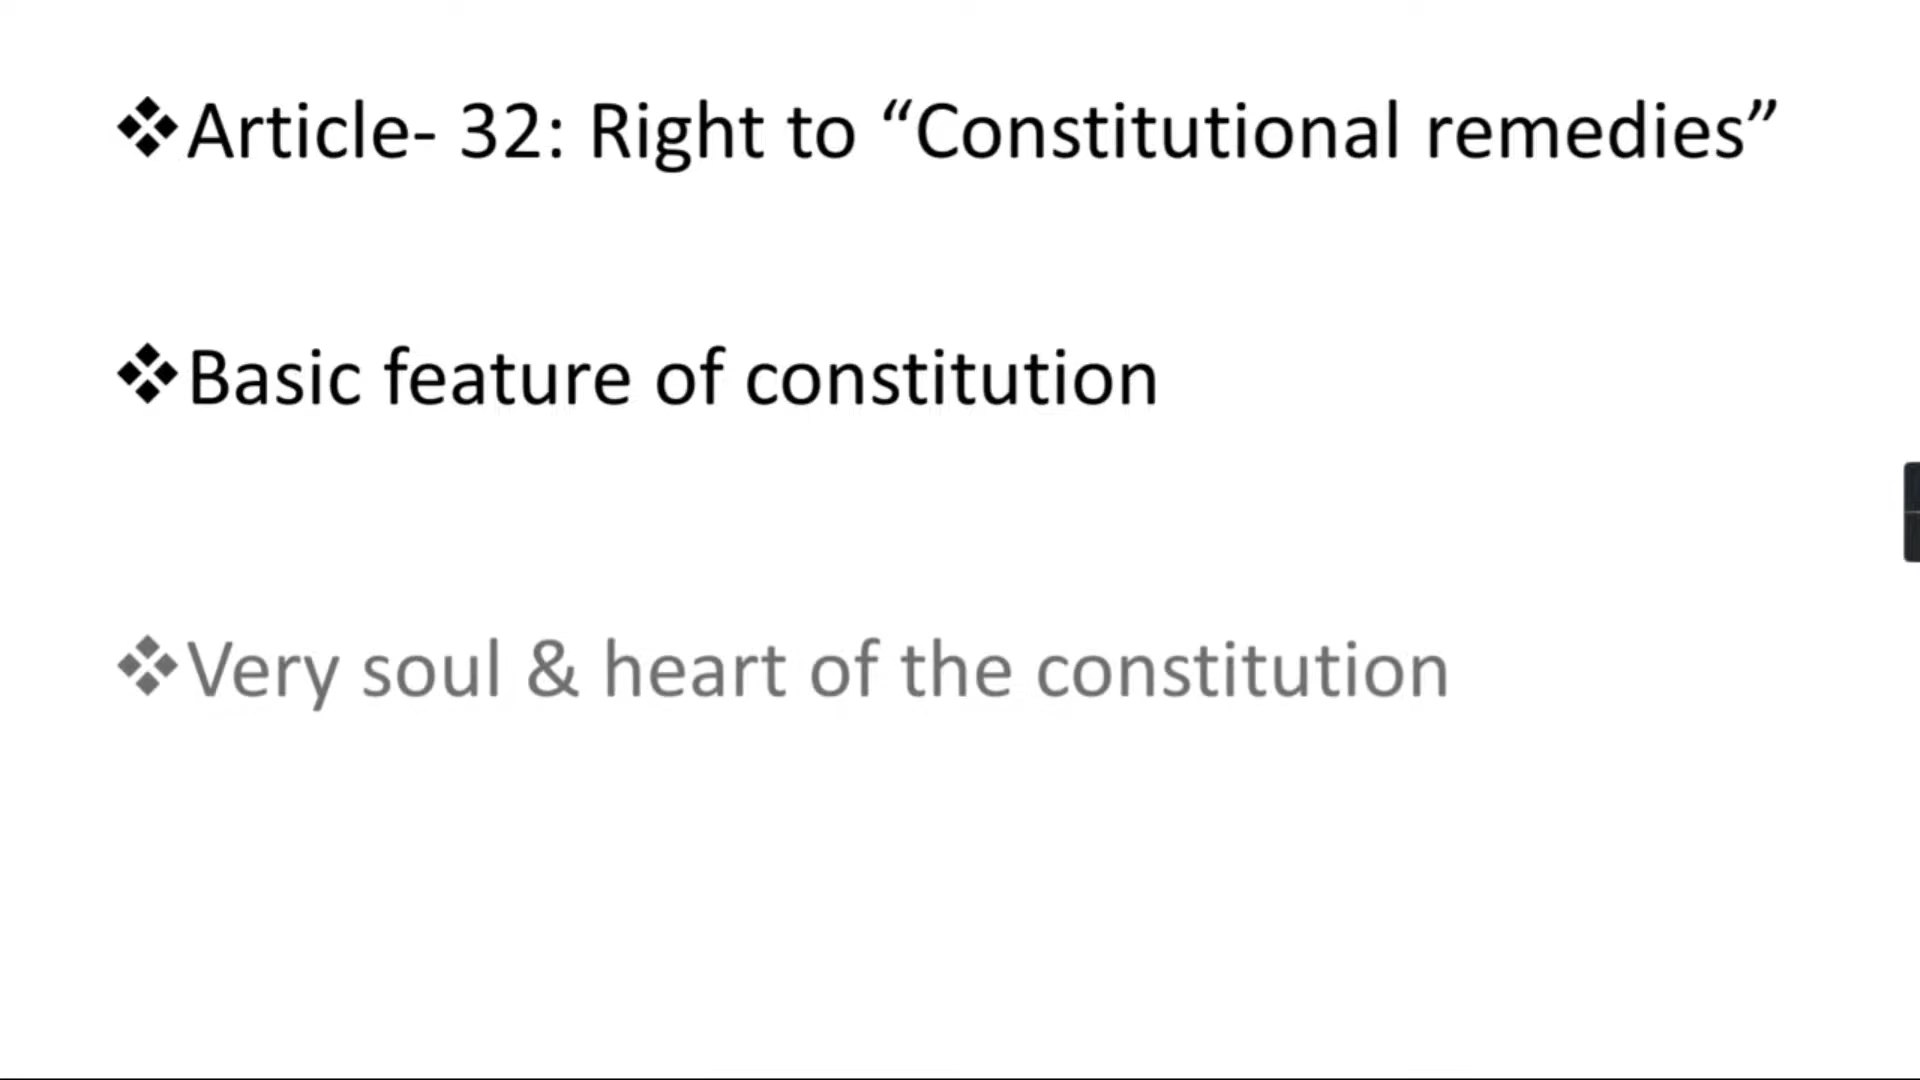 ❖Article- 32: Right to “Constitutional remedies”
❖Basic feature of constitution
❖Very soul & heart of the constitution